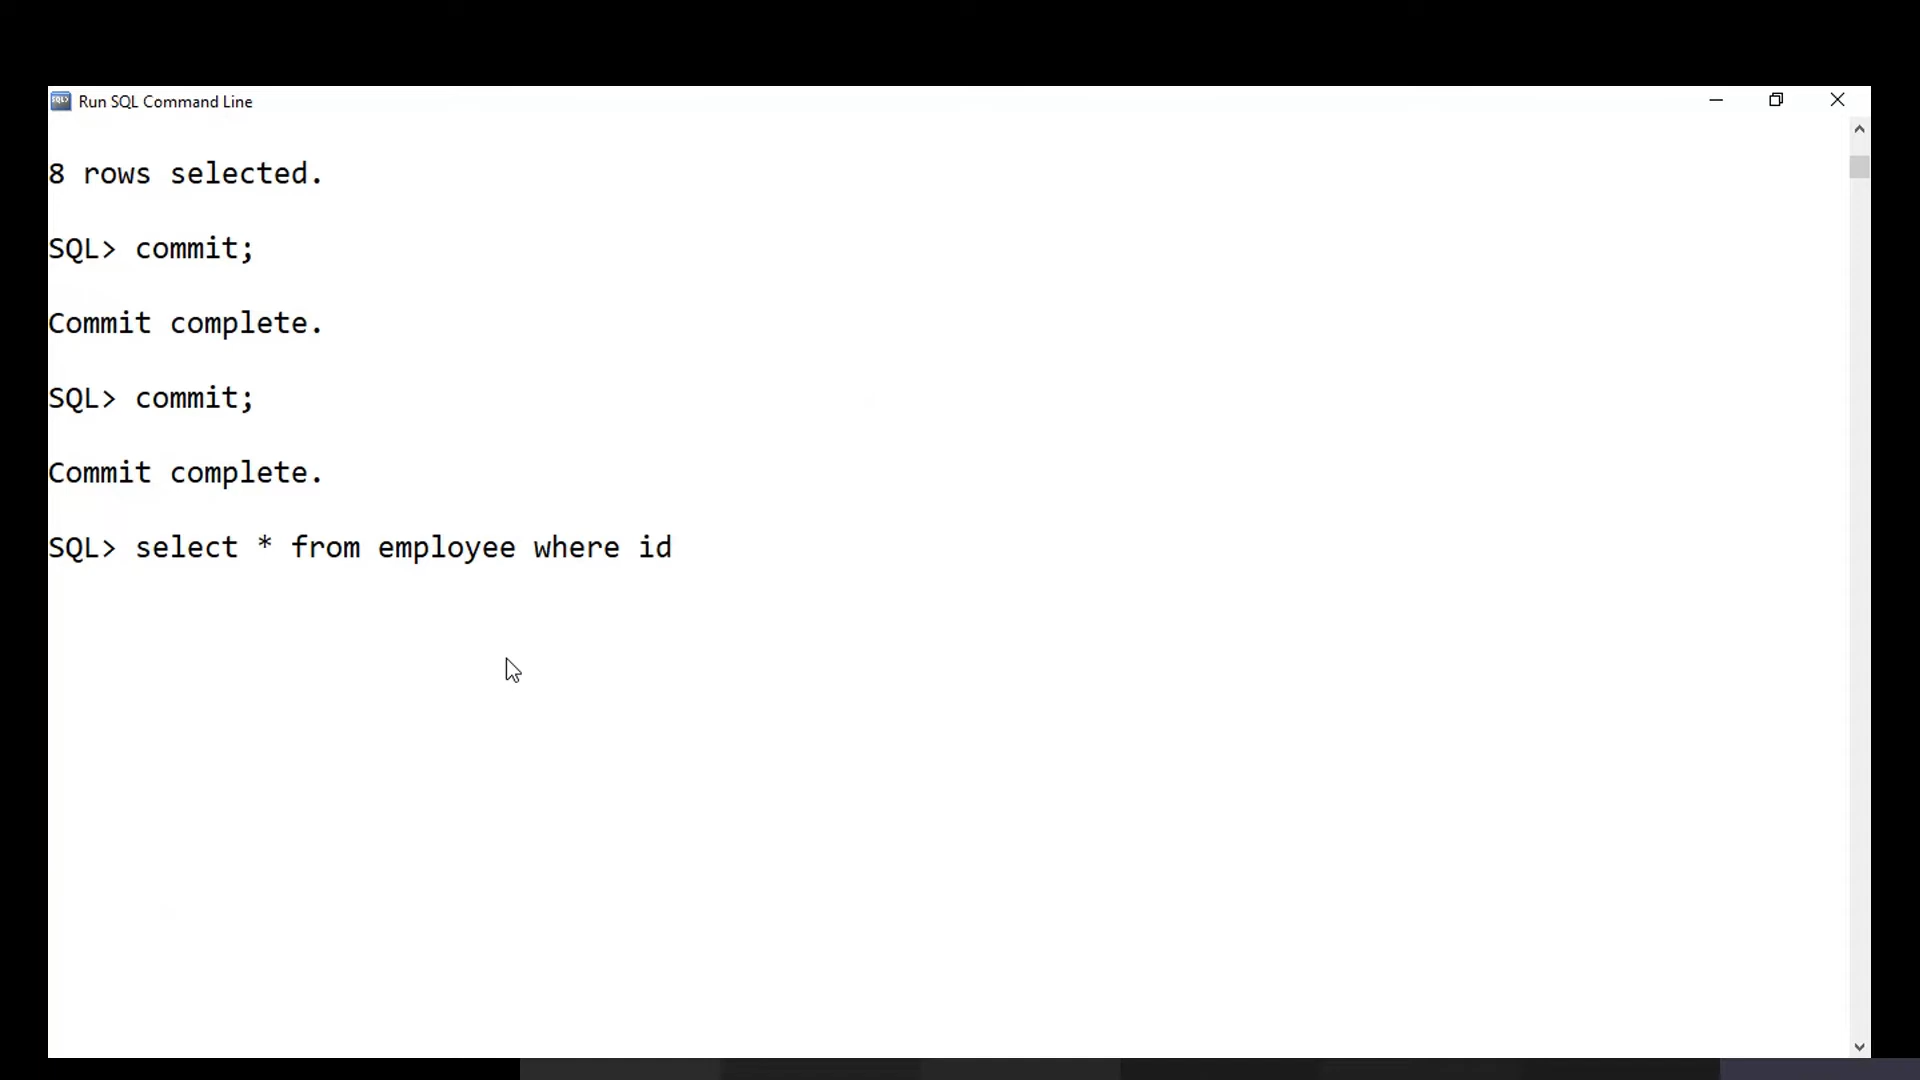 Run SQL Command Line
8 rows selected.
SQL> commit;
Commit complete.
SQL> commit;
Commit complete.
SQL> select * from employee where id